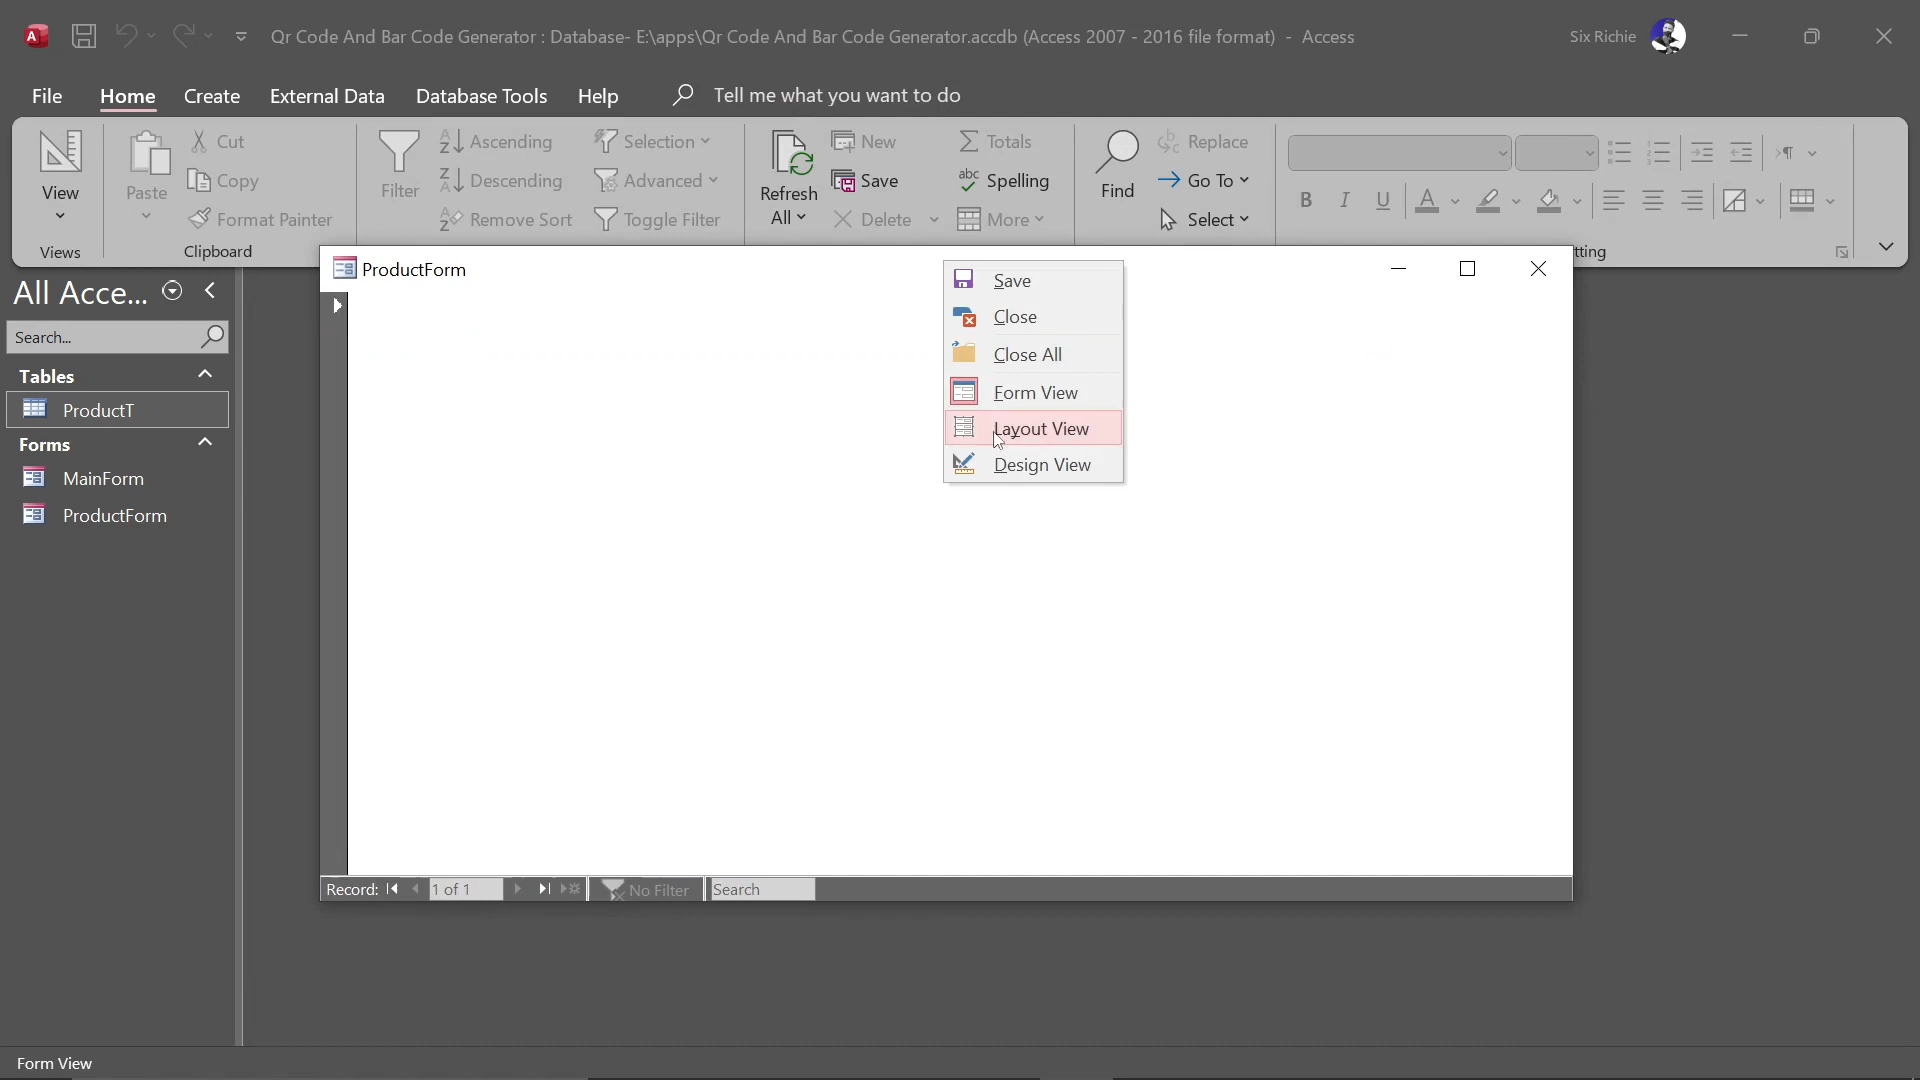 Qr Code And Bar Code Generator : Database- E:\apps\Qr Code And Bar Code Generator.accdb (Access 2007 - 2016 file format) - Access
Six Richie
File Home Create External Data Database Tools Help Tell me what you want to do
View
Views
Paste
Cut
Copy
Format Painter
Clipboard
Filter
Ascending
Descending
Remove Sort
Selection
Advanced
Toggle Filter
Refresh
All
New
Save
Delete
Totals
Spelling
More
Find
Replace
Go To
Select
B I U
tting
All Acce...
Search...
Tables
ProductT
Forms
MainForm
ProductForm
ProductForm
Save
Close
Close All
Form View
Layout View
Design View
Record: 1 of 1 No Filter Search
Form View